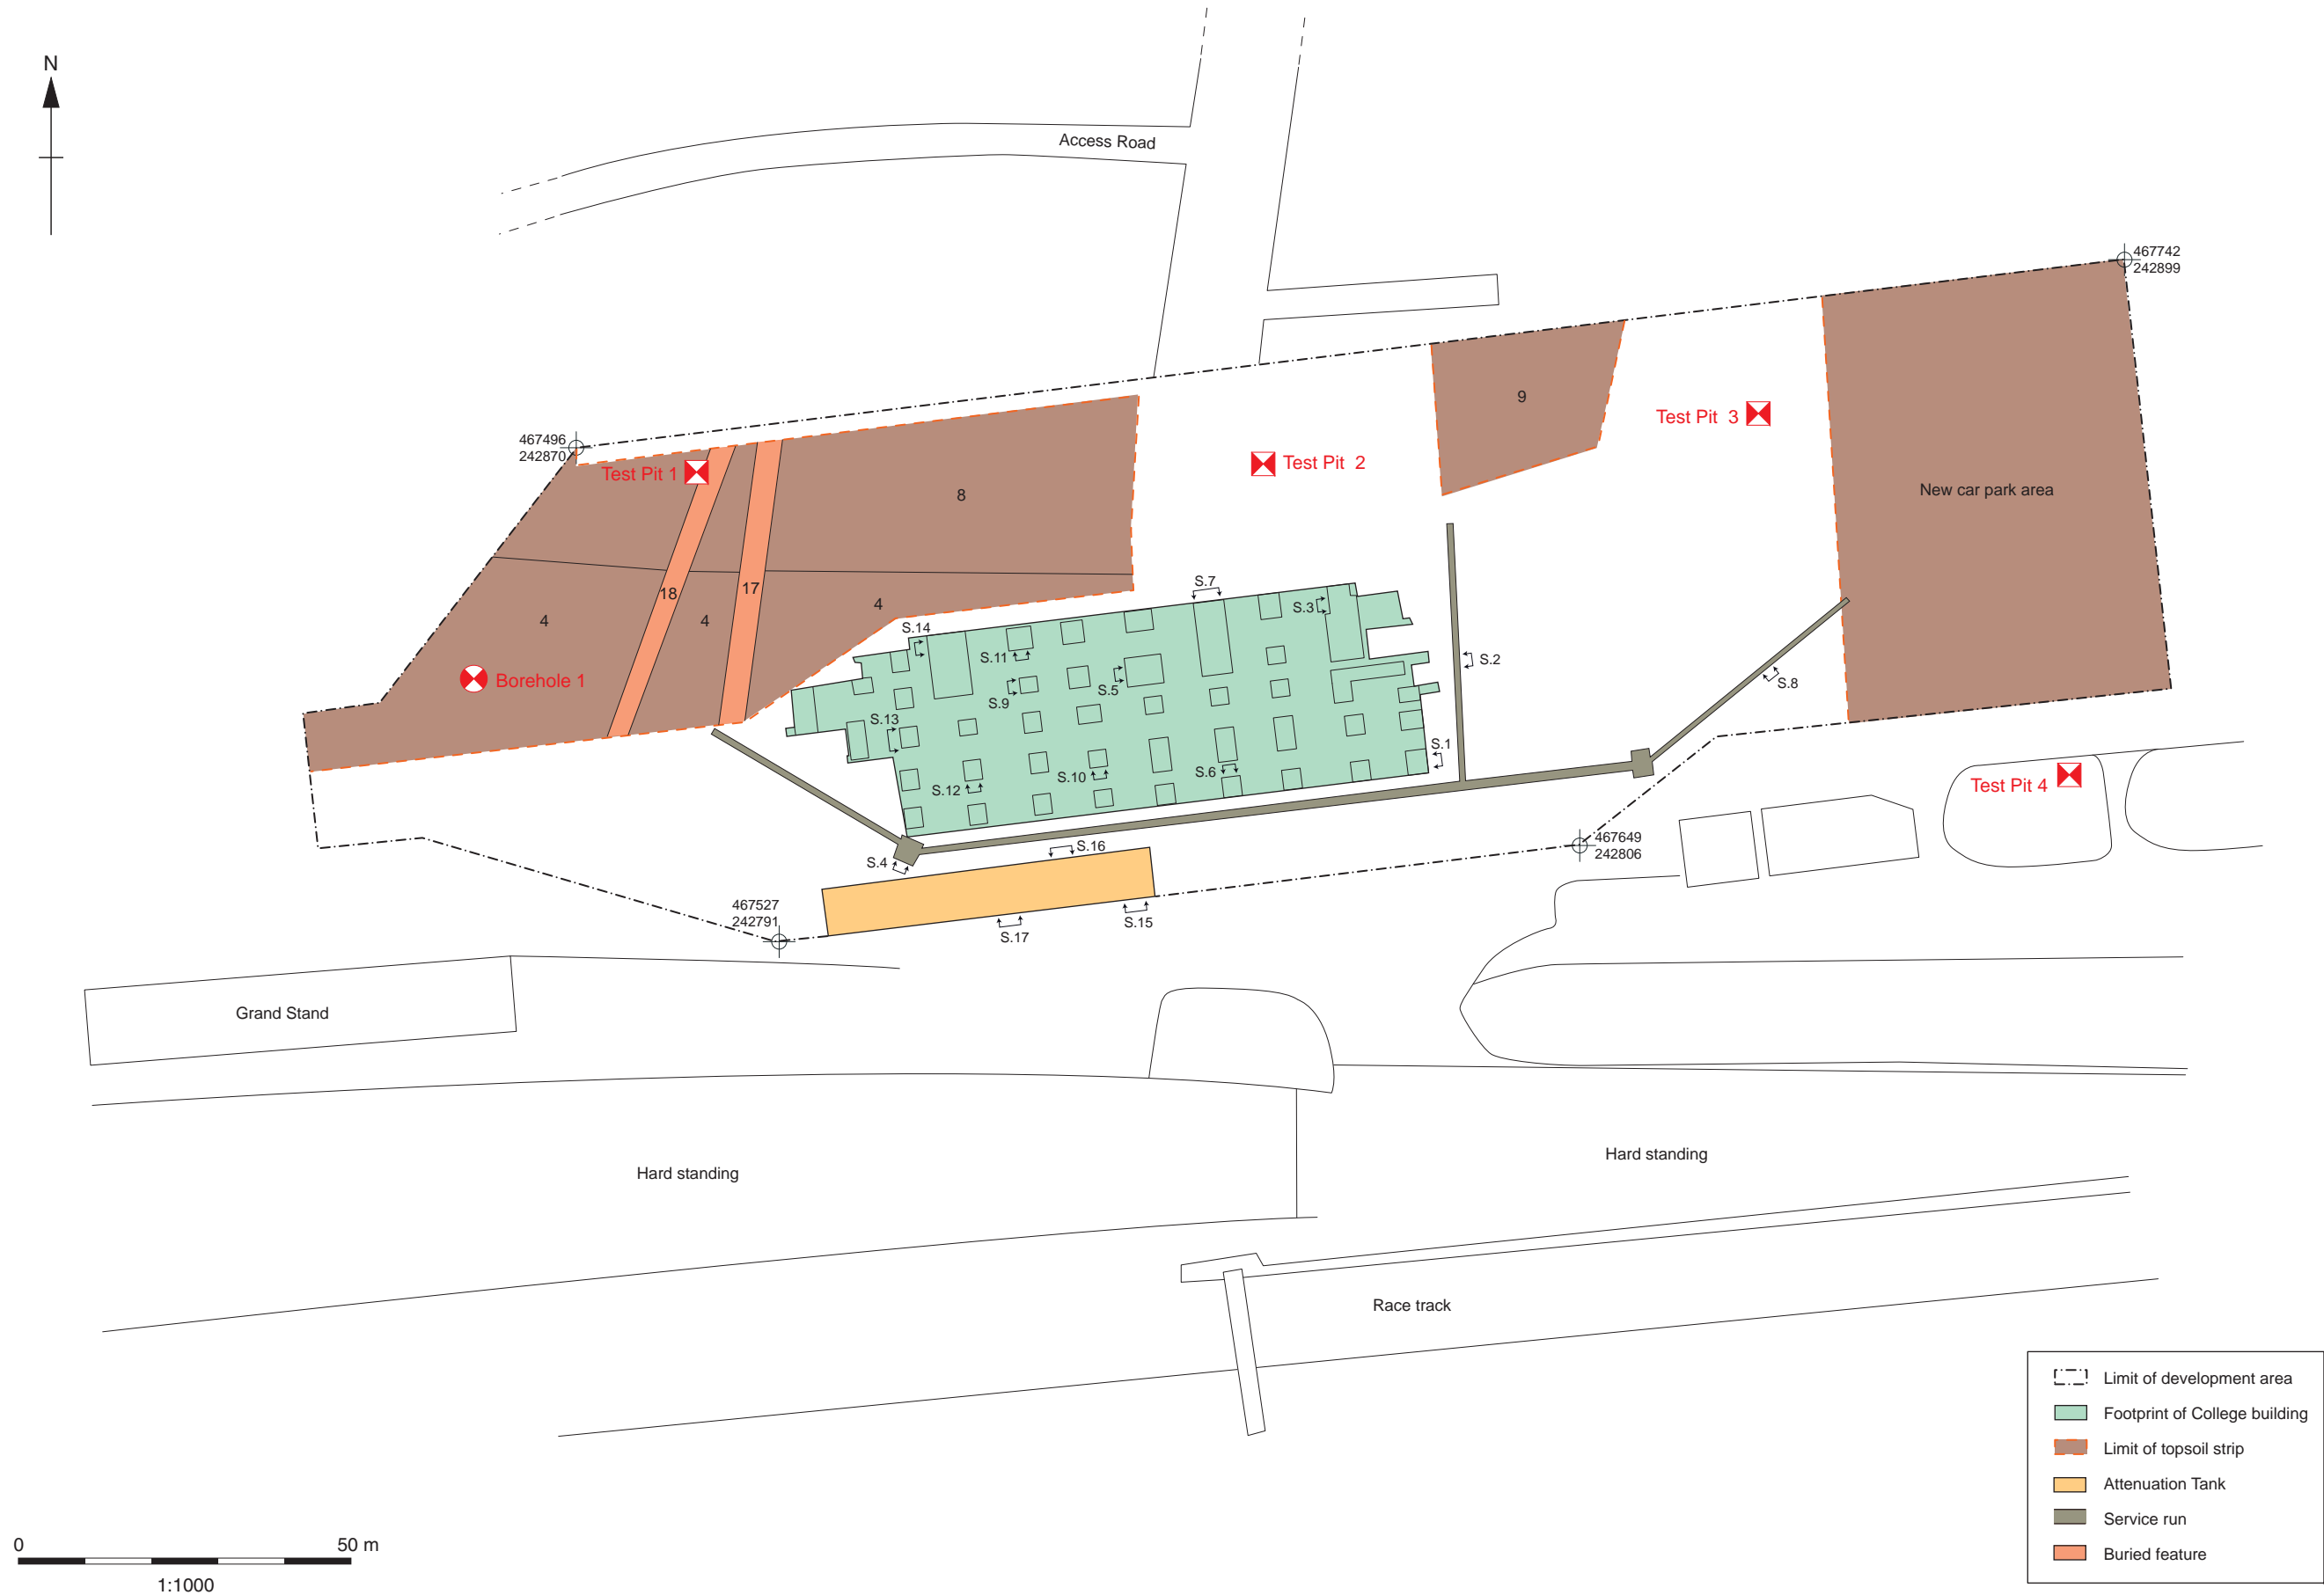 N
Access Road
467742
242899
9
Test Pit 3
467496
242870
Test Pit 1
Test Pit 2
8
New car park area
18
17
4
4
4
S.7
S.3
S.14
S.11
S.2
Borehole 1
S.5
S.9
S.8
S.13
S.1
S.10
S.6
S.12
Test Pit 4
467649
242806
S.16
S.4
467527
242791
S.15
S.17
Grand Stand
Hard standing
Hard standing
Race track
Limit of development area
Footprint of College building
Limit of topsoil strip
Attenuation Tank
Service run
Buried feature
0 50 m
1:1000